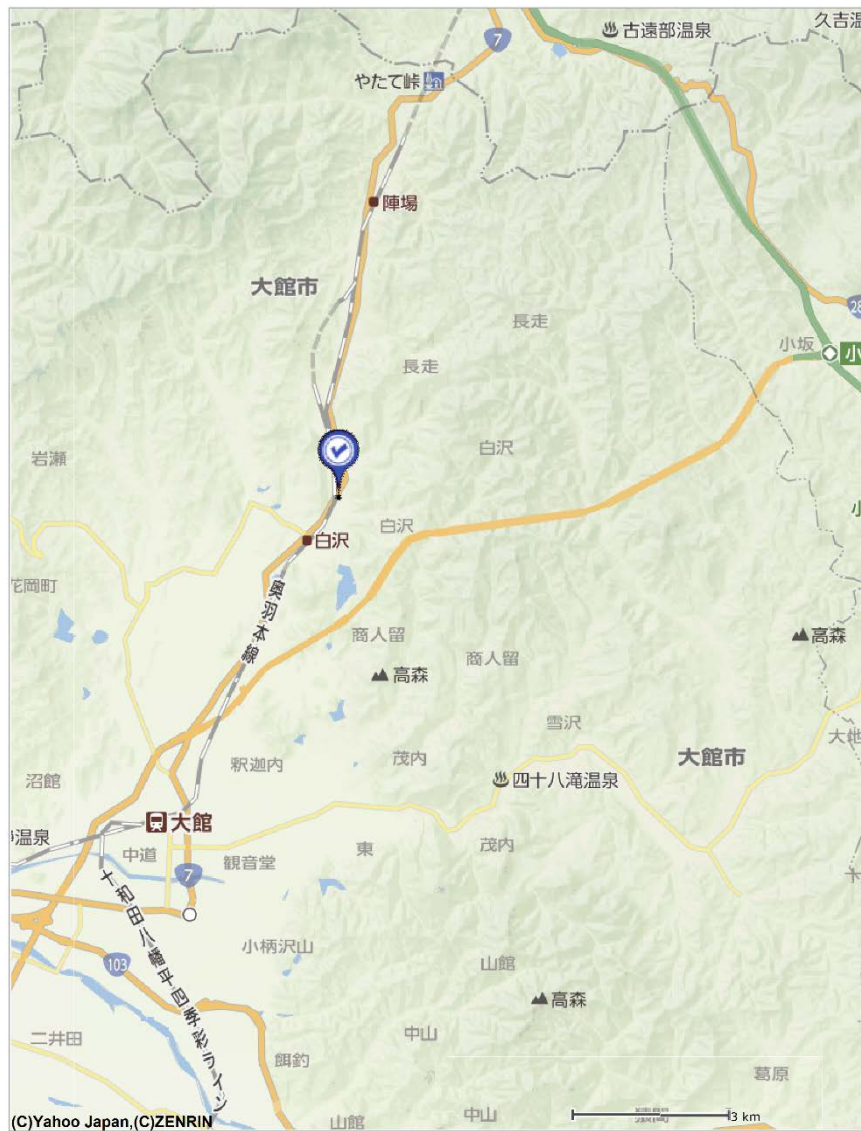 久吉温
古遠部温泉
7
やたて峠
陣場
大館市
長走
小坂
小
28
長走
白沢
岩瀬
白沢
白沢
花岡町
奥羽本線
商人留
高森
商人留
高森
雪沢
大地
大館市
茂内
釈迦内
沼館
四十八滝温泉
大館
温泉
中道
観音堂
東
茂内
7
十和田八幡平四季彩ライン
小柄沢山
山館
103
高森
二井田
中山
餌釣
葛原
山館
中山
3 km
(C)Yahoo Japan,(C)ZENRIN